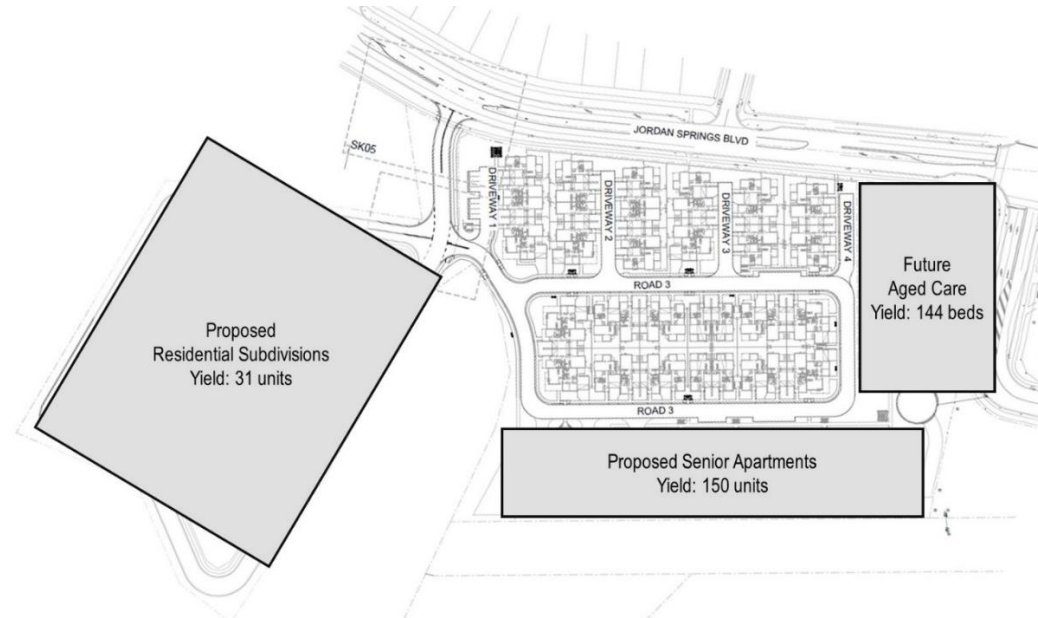 JORDAN SPRINGS BLVD
SK05
DRIVEWAY 1
DRIVEWAY 2
DRIVEWAY 3
DRIVEWAY 4
ROAD 3
Proposed
Residential Subdivisions
Yield: 31 units
Future
Aged Care
Yield: 144 beds
ROAD 3
Proposed Senior Apartments
Yield: 150 units